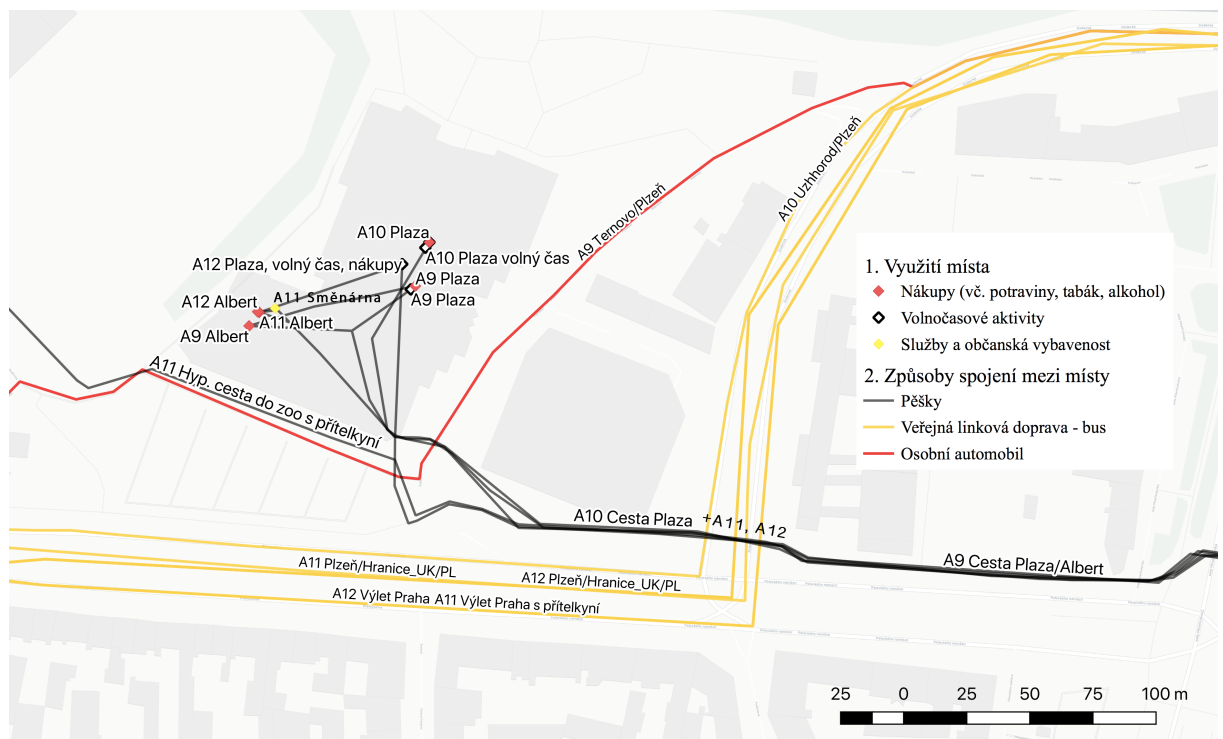 A10 Uzhhorod/Plzeň
A9 Ternovo/Plzeň
A10 Plaza
A10 Plaza volný čas
A12 Plaza, volný čas, nákupy
A9 Plaza
A9 Plaza
A11 Směnárna
A12 Albert
A11 Albert
A9 Albert
A11 Hyp. cesta do zoo s přítelkyní
1. Využití místa
Nákupy (vč. potraviny, tabák, alkohol)
Volnočasové aktivity
Služby a občanská vybavenost
2. Způsoby spojení mezi místy
Pěšky
Veřejná linková doprava - bus
Osobní automobil
A10 Cesta Plaza +A11, A12
A9 Cesta Plaza/Albert
A11 Plzeň/Hranice_UK/PL
A12 Plzeň/Hranice_UK/PL
A12 Výlet Praha A11 Výlet Praha s přítelkyní
25 0 25 50 75 100 m